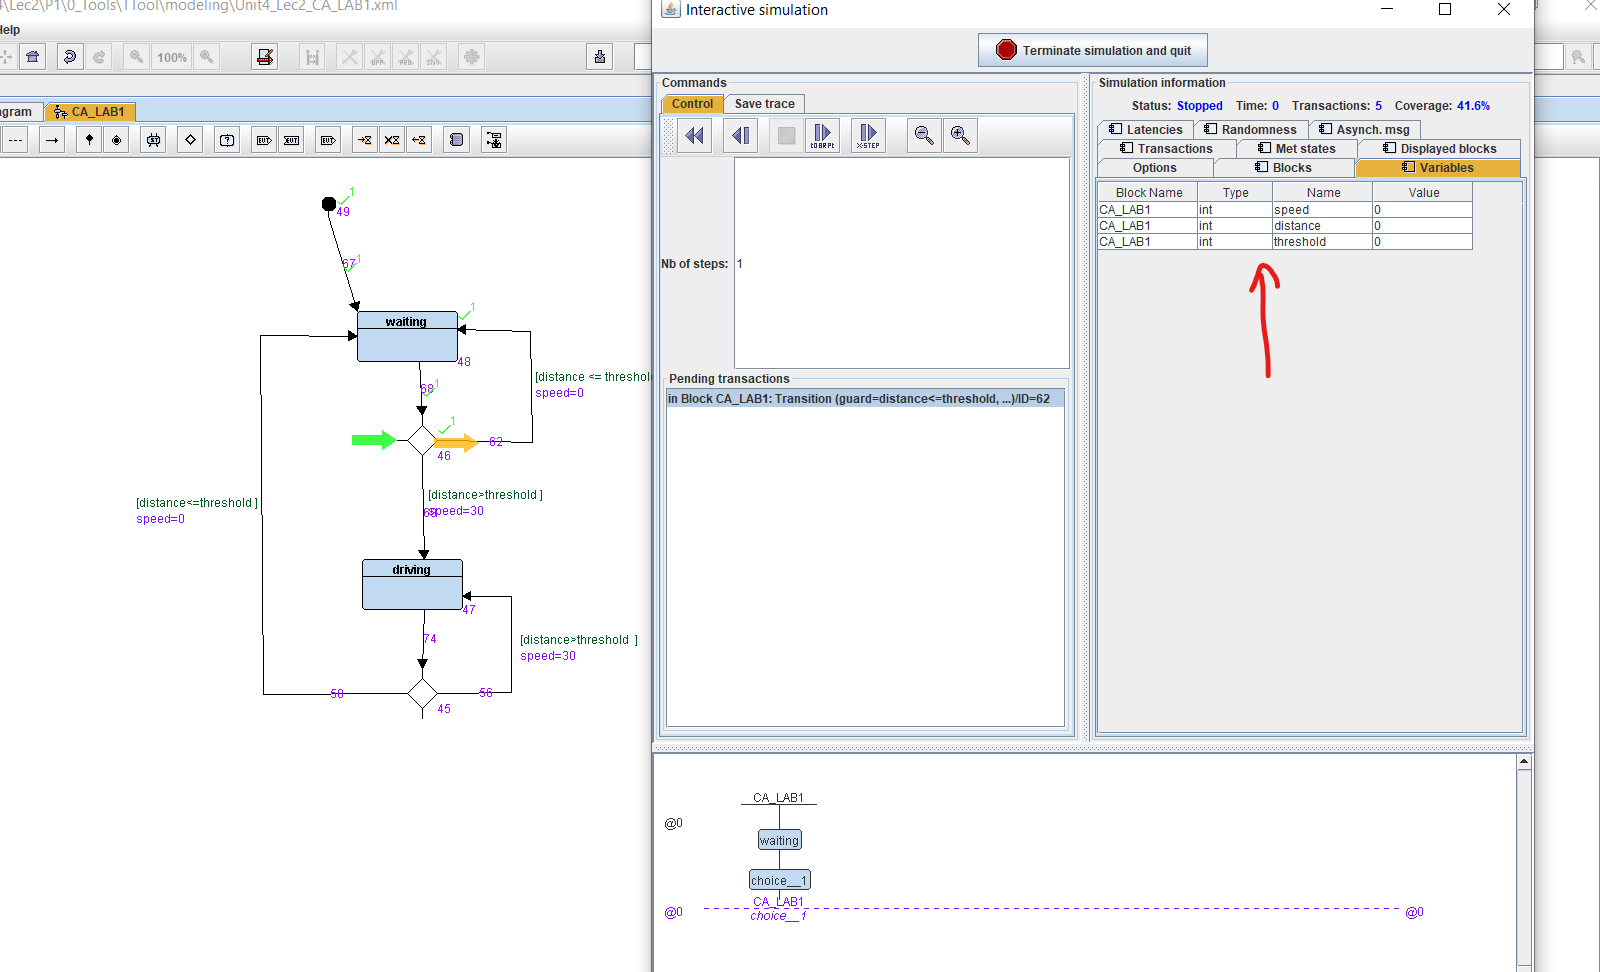 4\Lec2\P1\0_Tools\TTool\modeling\Unit4_Lec2_CA_LAB1.xml
Help
100%
gram
CA_LAB1
49
1
67
1
waiting
1
48
68
1
[distance <= threshold
speed=0
1
62
46
[distance>threshold ]
speed=30
[distance<=threshold ]
speed=0
driving
47
74
[distance>threshold ]
speed=30
56
45
Interactive simulation
Terminate simulation and quit
Commands
Control
Save trace
toBRPt
X-STEP
Nb of steps:
1
Pending transactions
in Block CA_LAB1: Transition (guard=distance<=threshold, ...)/ID=62
Simulation information
Status: Stopped Time: 0 Transactions: 5 Coverage: 41.6%
Latencies Randomness Asynch. msg
Transactions Met states Displayed blocks
Options Blocks Variables
Block Name Type Name Value
CA_LAB1 int speed 0
CA_LAB1 int distance 0
CA_LAB1 int threshold 0
CA_LAB1
@0
waiting
choice__1
CA_LAB1
@0 @0
choice__1